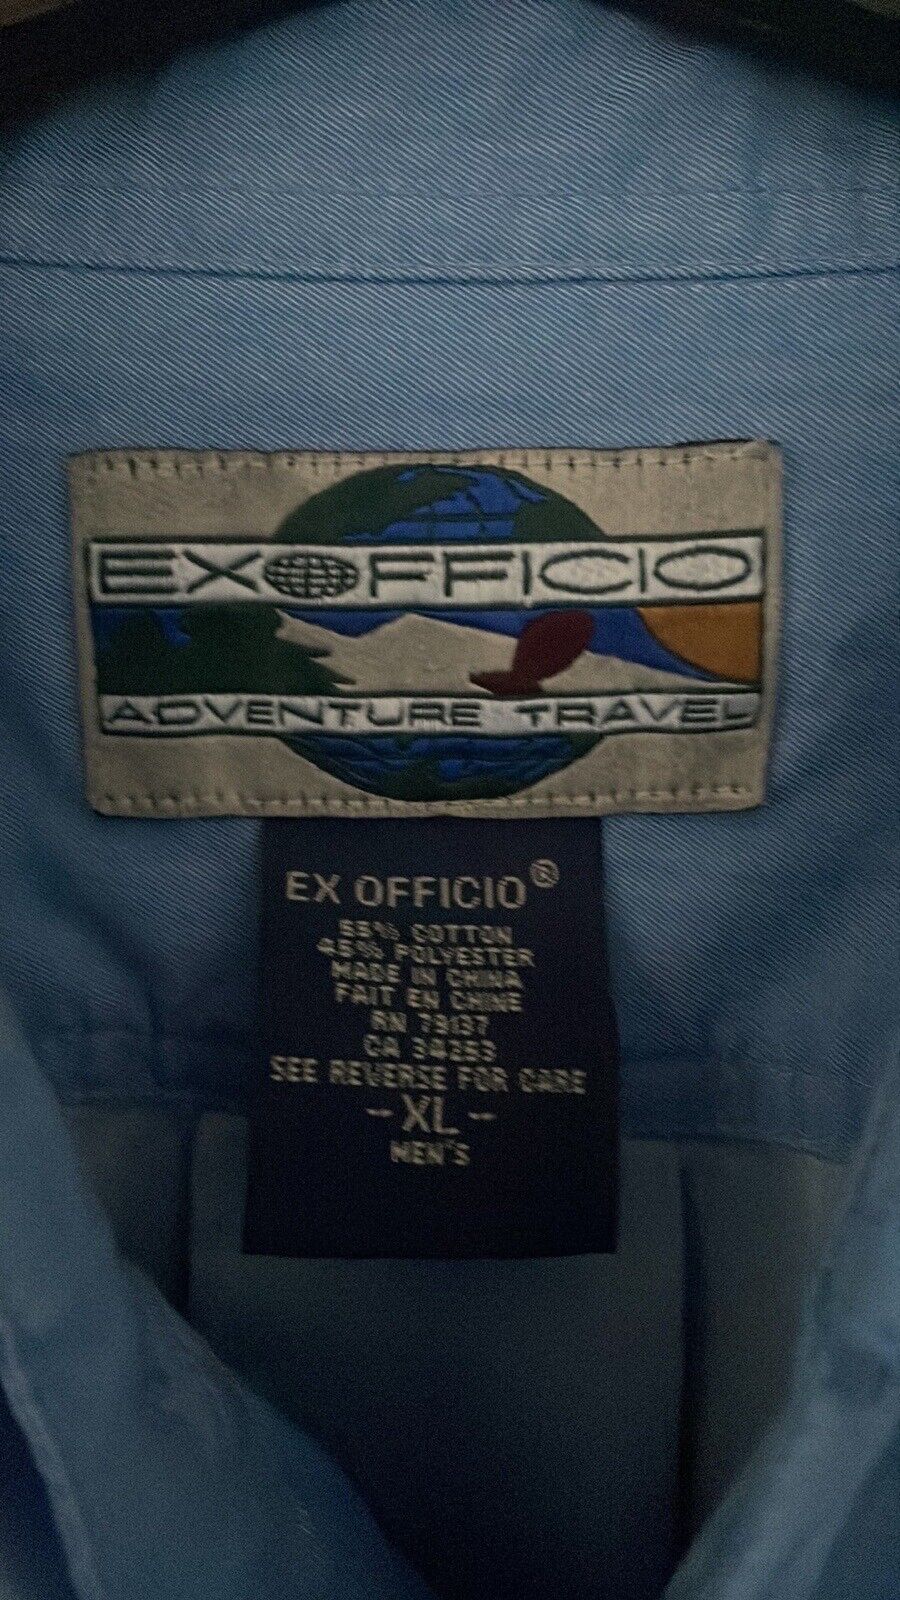 EXOFFICIO
ADVENTURE TRAVEL
EX OFFICIO®
55% COTTON
45% POLYESTER
MADE IN CHINA
FAIT EN CHINE
RN 79137
CA 34253
SEE REVERSE FOR CARE
- XL -
MEN'S